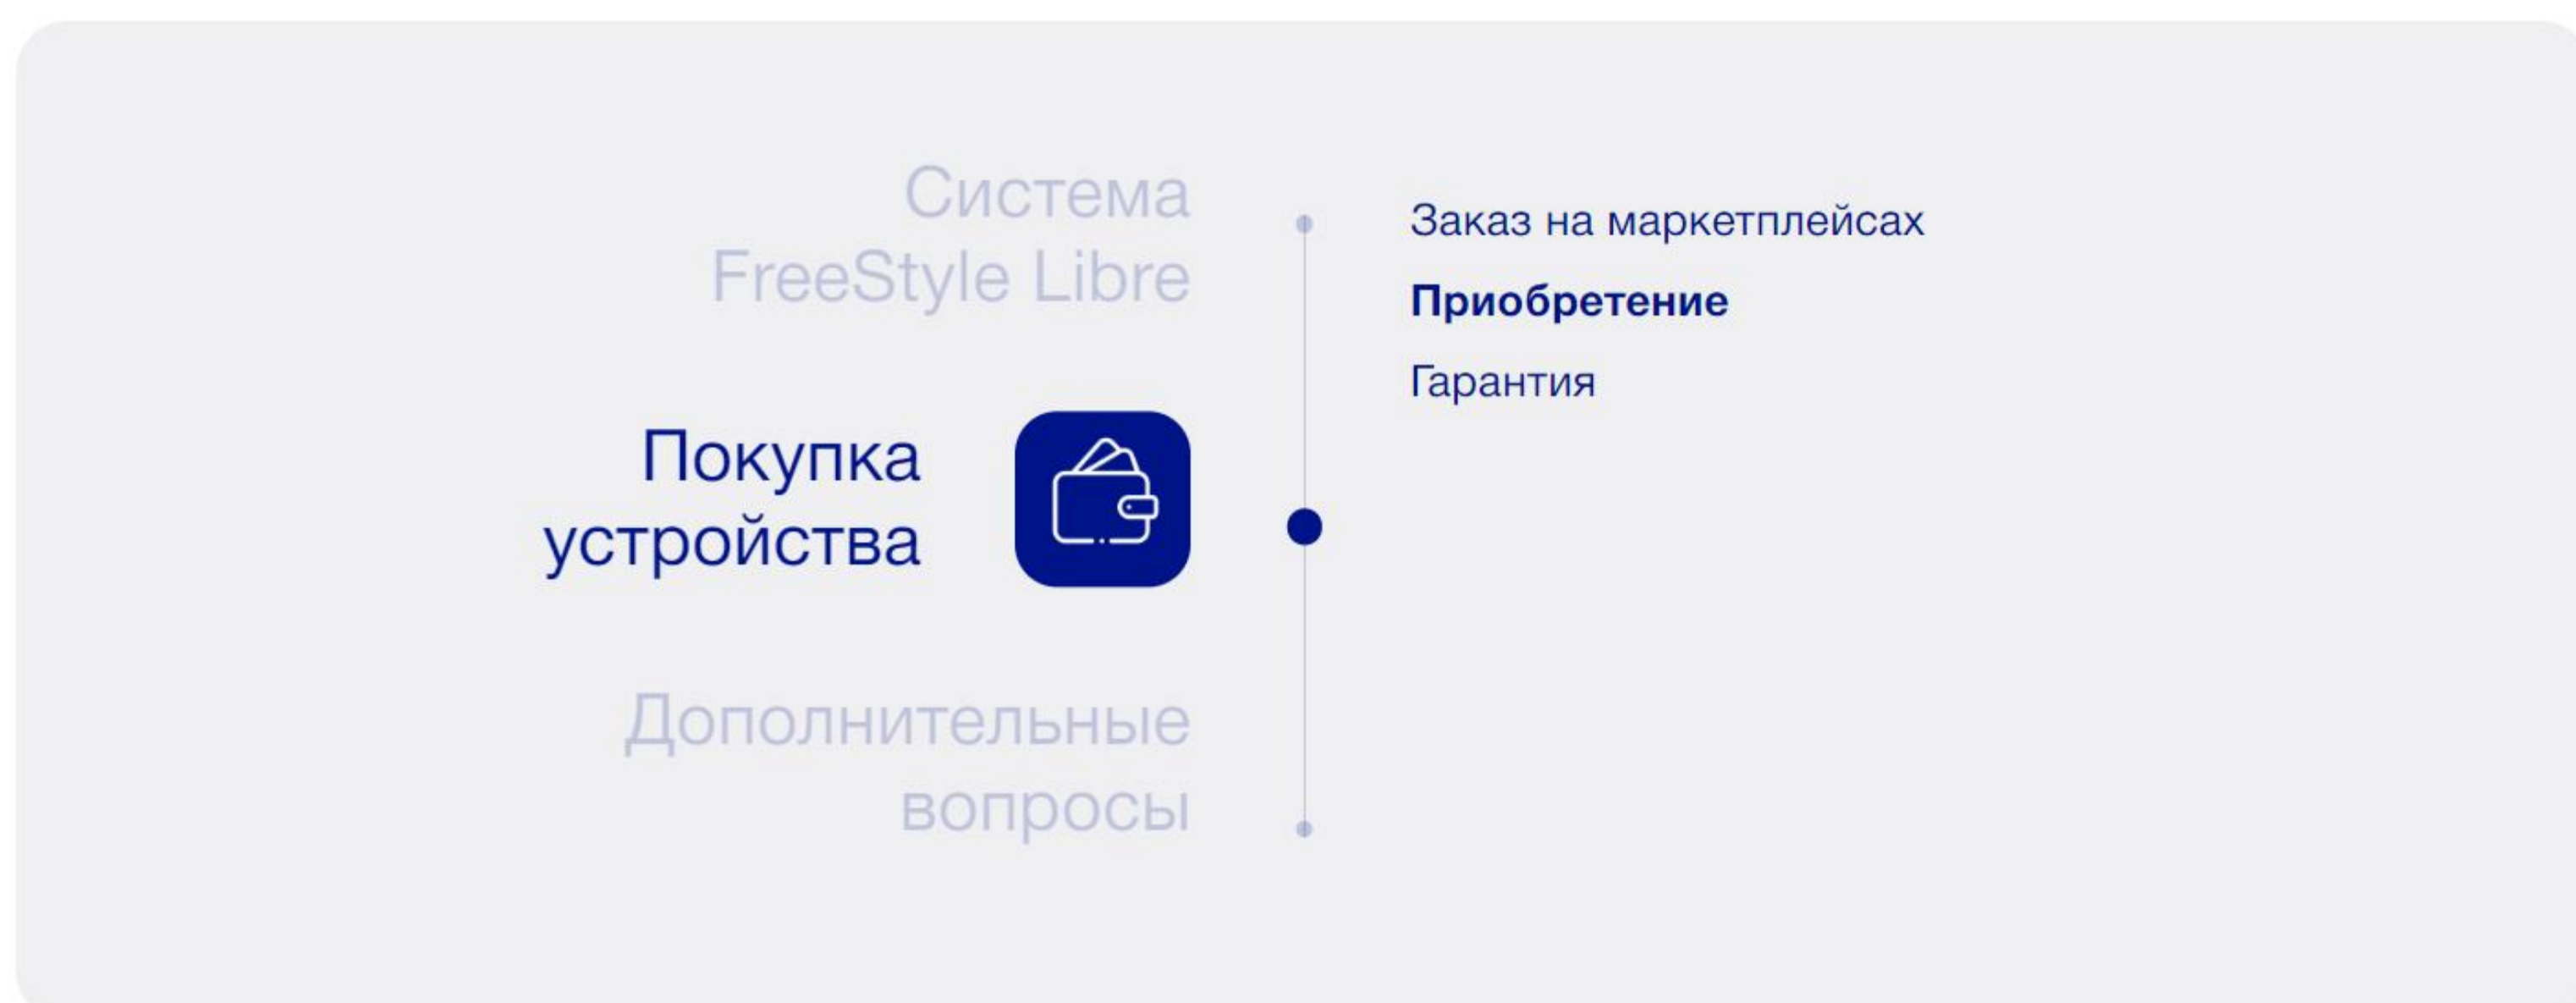 Система
FreeStyle Libre
Покупка
устройства
Дополнительные
вопросы
Заказ на маркетплейсах
Приобретение
Гарантия